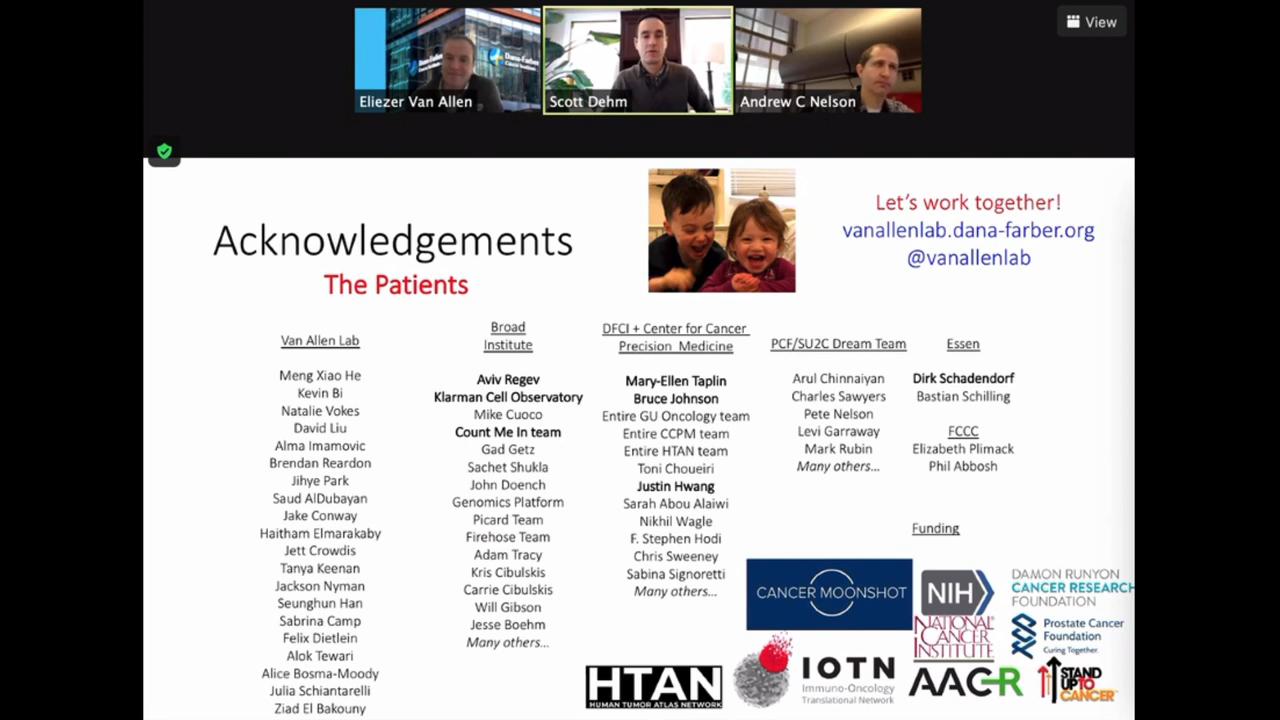 View
Dana-Farber
Cancer Institute
Eliezer Van Allen
Scott Dehm
Andrew C Nelson
Acknowledgements
The Patients
Let's work together!
vanallenlab.dana-farber.org
@vanallenlab
Van Allen Lab
Meng Xiao He
Kevin Bi
Natalie Vokes
David Liu
Alma Imamovic
Brendan Reardon
Jihye Park
Saud AlDubayan
Jake Conway
Haitham Elmarakaby
Jett Crowdis
Tanya Keenan
Jackson Nyman
Seunghun Han
Sabrina Camp
Felix Dietlein
Alok Tewari
Alice Bosma-Moody
Julia Schiantarelli
Ziad El Bakouny
Broad
Institute
Aviv Regev
Klarman Cell Observatory
Mike Cuoco
Count Me In team
Gad Getz
Sachet Shukla
John Doench
Genomics Platform
Picard Team
Firehose Team
Adam Tracy
Kris Cibulskis
Carrie Cibulskis
Will Gibson
Jesse Boehm
Many others...
DFCI + Center for Cancer
Precision Medicine
Mary-Ellen Taplin
Bruce Johnson
Entire GU Oncology team
Entire CCPM team
Entire HTAN team
Toni Choueiri
Justin Hwang
Sarah Abou Alaiwi
Nikhil Wagle
F. Stephen Hodi
Chris Sweeney
Sabina Signoretti
Many others...
PCF/SU2C Dream Team
Arul Chinnaiyan
Charles Sawyers
Pete Nelson
Levi Garraway
Mark Rubin
Many others...
Essen
Dirk Schadendorf
Bastian Schilling
FCCC
Elizabeth Plimack
Phil Abbosh
Funding
CANCER MOONSHOT
NIH
NATIONAL
CANCER
INSTITUTE
DAMON RUNYON
CANCER RESEARCH
FOUNDATION
Prostate Cancer
Foundation
Curing Together.
HTAN
HUMAN TUMOR ATLAS NETWORK
IOTN
Immuno-Oncology
Translational Network
AACR
STAND
UP TO
CANCER